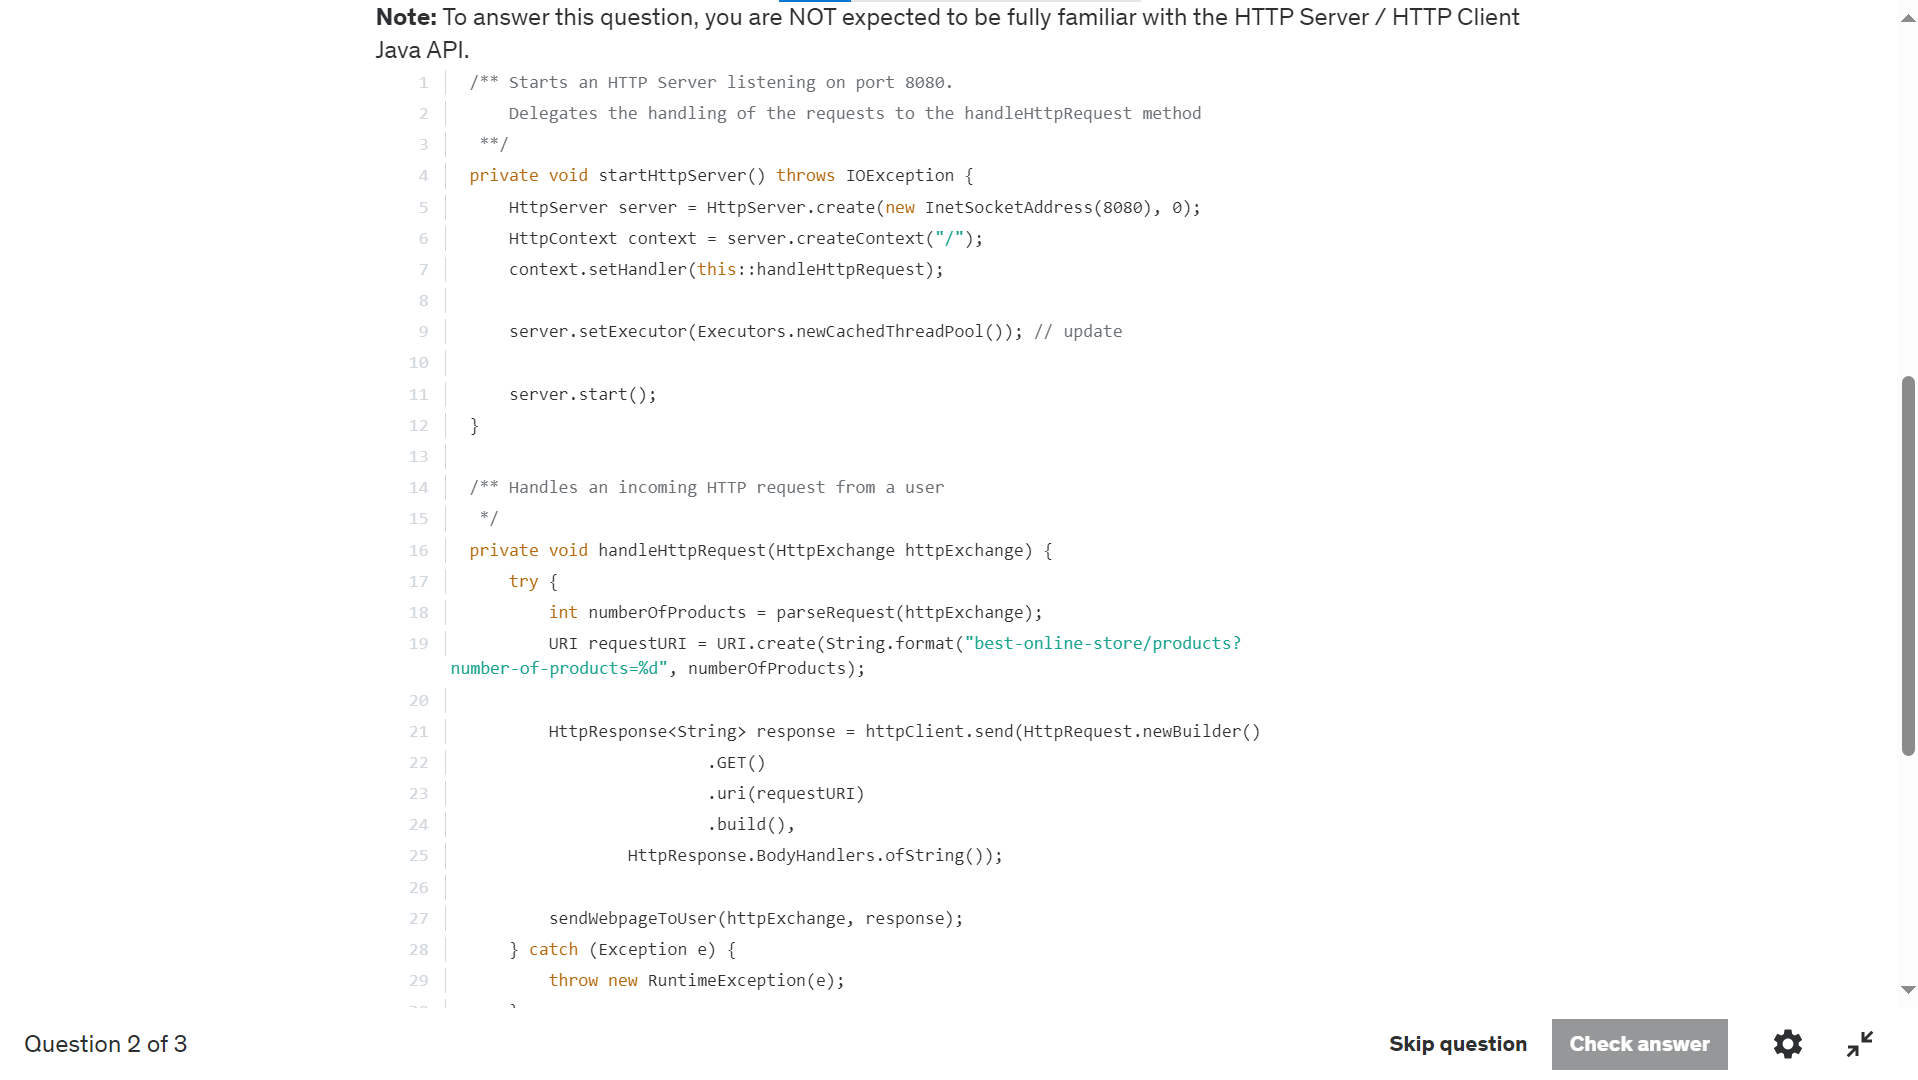 Note: To answer this question, you are NOT expected to be fully familiar with the HTTP Server / HTTP Client
Java API.
1 /** Starts an HTTP Server listening on port 8080.
2 Delegates the handling of the requests to the handleHttpRequest method
3 **/
4 private void startHttpServer() throws IOException {
5 HttpServer server = HttpServer.create(new InetSocketAddress(8080), 0);
6 HttpContext context = server.createContext("/");
7 context.setHandler(this::handleHttpRequest);
8
9 server.setExecutor(Executors.newCachedThreadPool()); // update
10
11 server.start();
12 }
13
14 /** Handles an incoming HTTP request from a user
15 */
16 private void handleHttpRequest(HttpExchange httpExchange) {
17 try {
18 int numberOfProducts = parseRequest(httpExchange);
19 URI requestURI = URI.create(String.format("best-online-store/products?
number-of-products=%d", numberOfProducts);
20
21 HttpResponse<String> response = httpClient.send(HttpRequest.newBuilder()
22 .GET()
23 .uri(requestURI)
24 .build(),
25 HttpResponse.BodyHandlers.ofString());
26
27 sendWebpageToUser(httpExchange, response);
28 } catch (Exception e) {
29 throw new RuntimeException(e);
Question 2 of 3
Skip question
Check answer